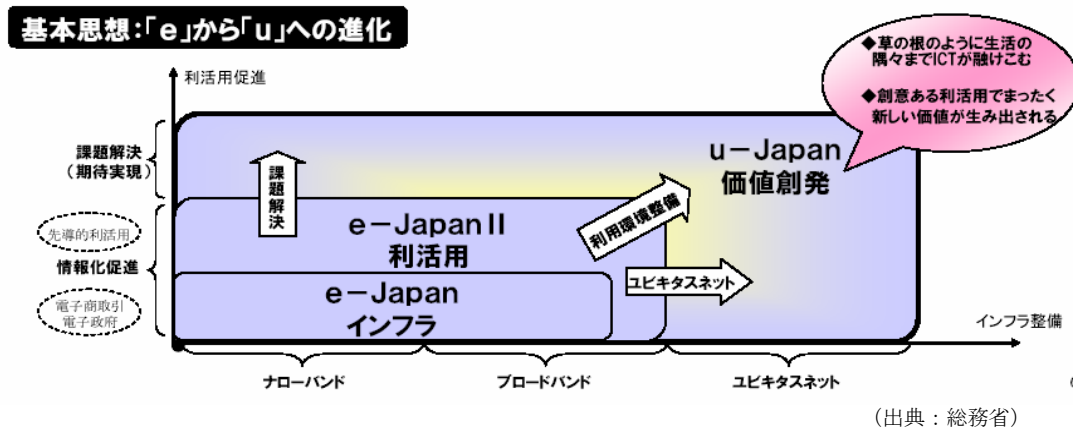 基本思想:「e」から「u」への進化
◆草の根のように生活の
隅々までICTが融けこむ
◆創意ある利活用でまったく
新しい価値が生み出される
利活用促進
課題解決
(期待実現)
先導的利活用
情報化促進
電子商取引
電子政府
課題解決
u-Japan
価値創発
利用環境整備
e-JapanⅡ
利活用
ユビキタスネット
e-Japan
インフラ
インフラ整備
ナローバンド
ブロードバンド
ユビキタスネット
(出典:総務省)